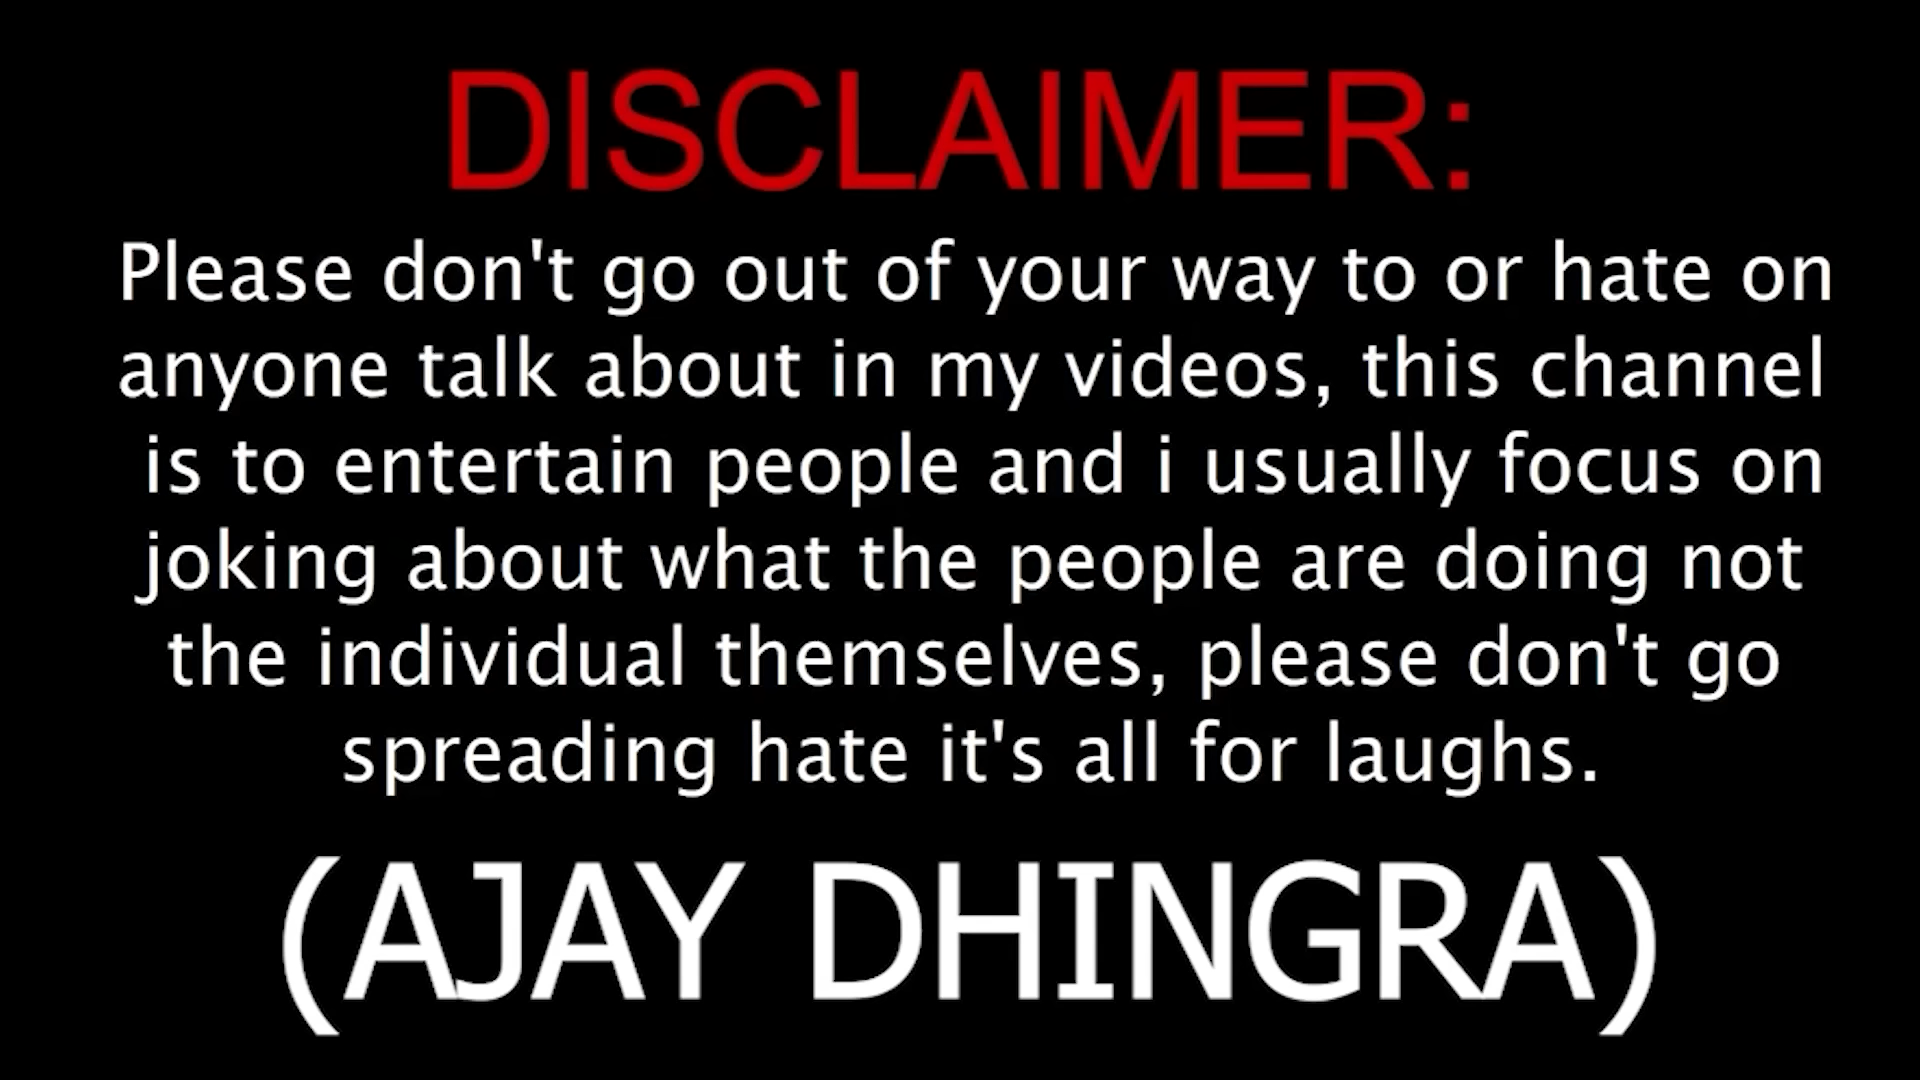 DISCLAIMER:
Please don't go out of your way to or hate on
anyone talk about in my videos, this channel
is to entertain people and i usually focus on
joking about what the people are doing not
the individual themselves, please don't go
spreading hate it's all for laughs.
(AJAY DHINGRA)